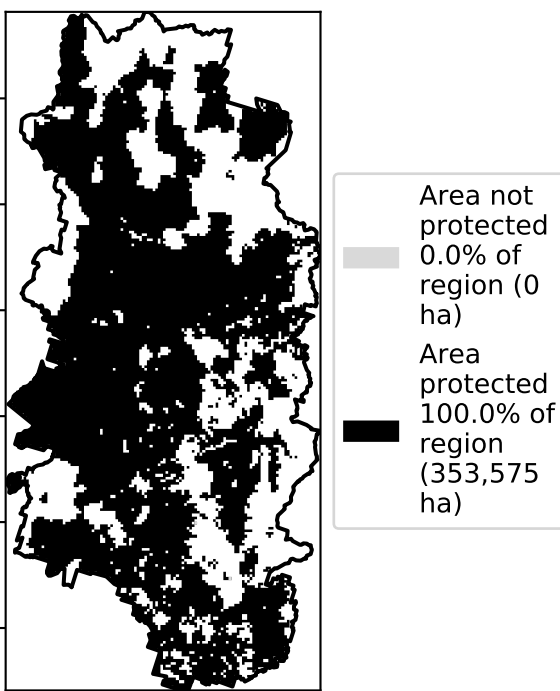 Area not
protected
0.0% of
region (0
ha)
Area
protected
100.0% of
region
(353,575
ha)